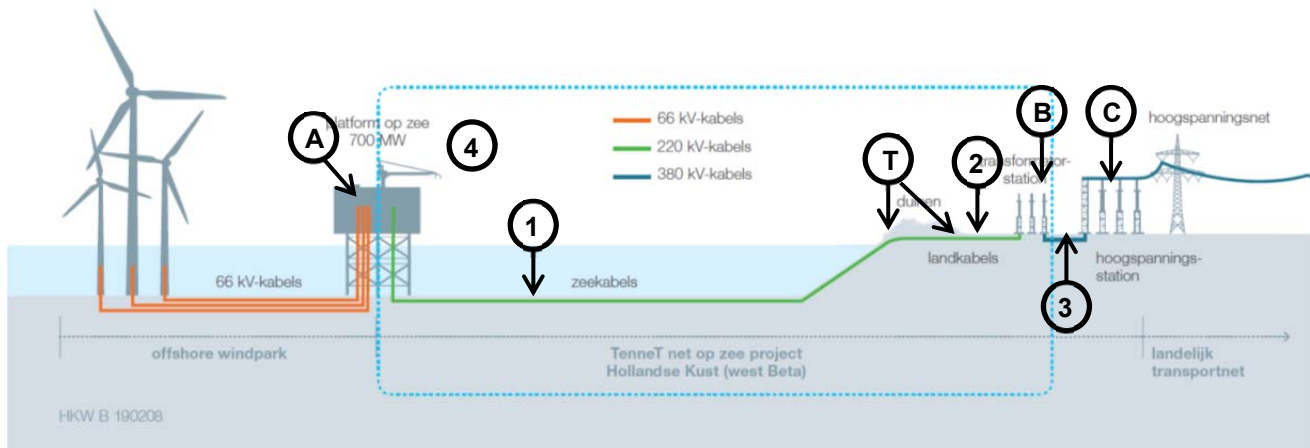 platform op zee
700 MW
A
4
66 kV-kabels
220 kV-kabels
380 kV-kabels
T
2
B
C
hoogspanningsnet
transformator-
station
duinen
1
landkabels
66 kV-kabels
zeekabels
hoogspannings-
station
3
offshore windpark
TenneT net op zee project
Hollandse Kust (west Beta)
landelijk
transportnet
HKW B 190208